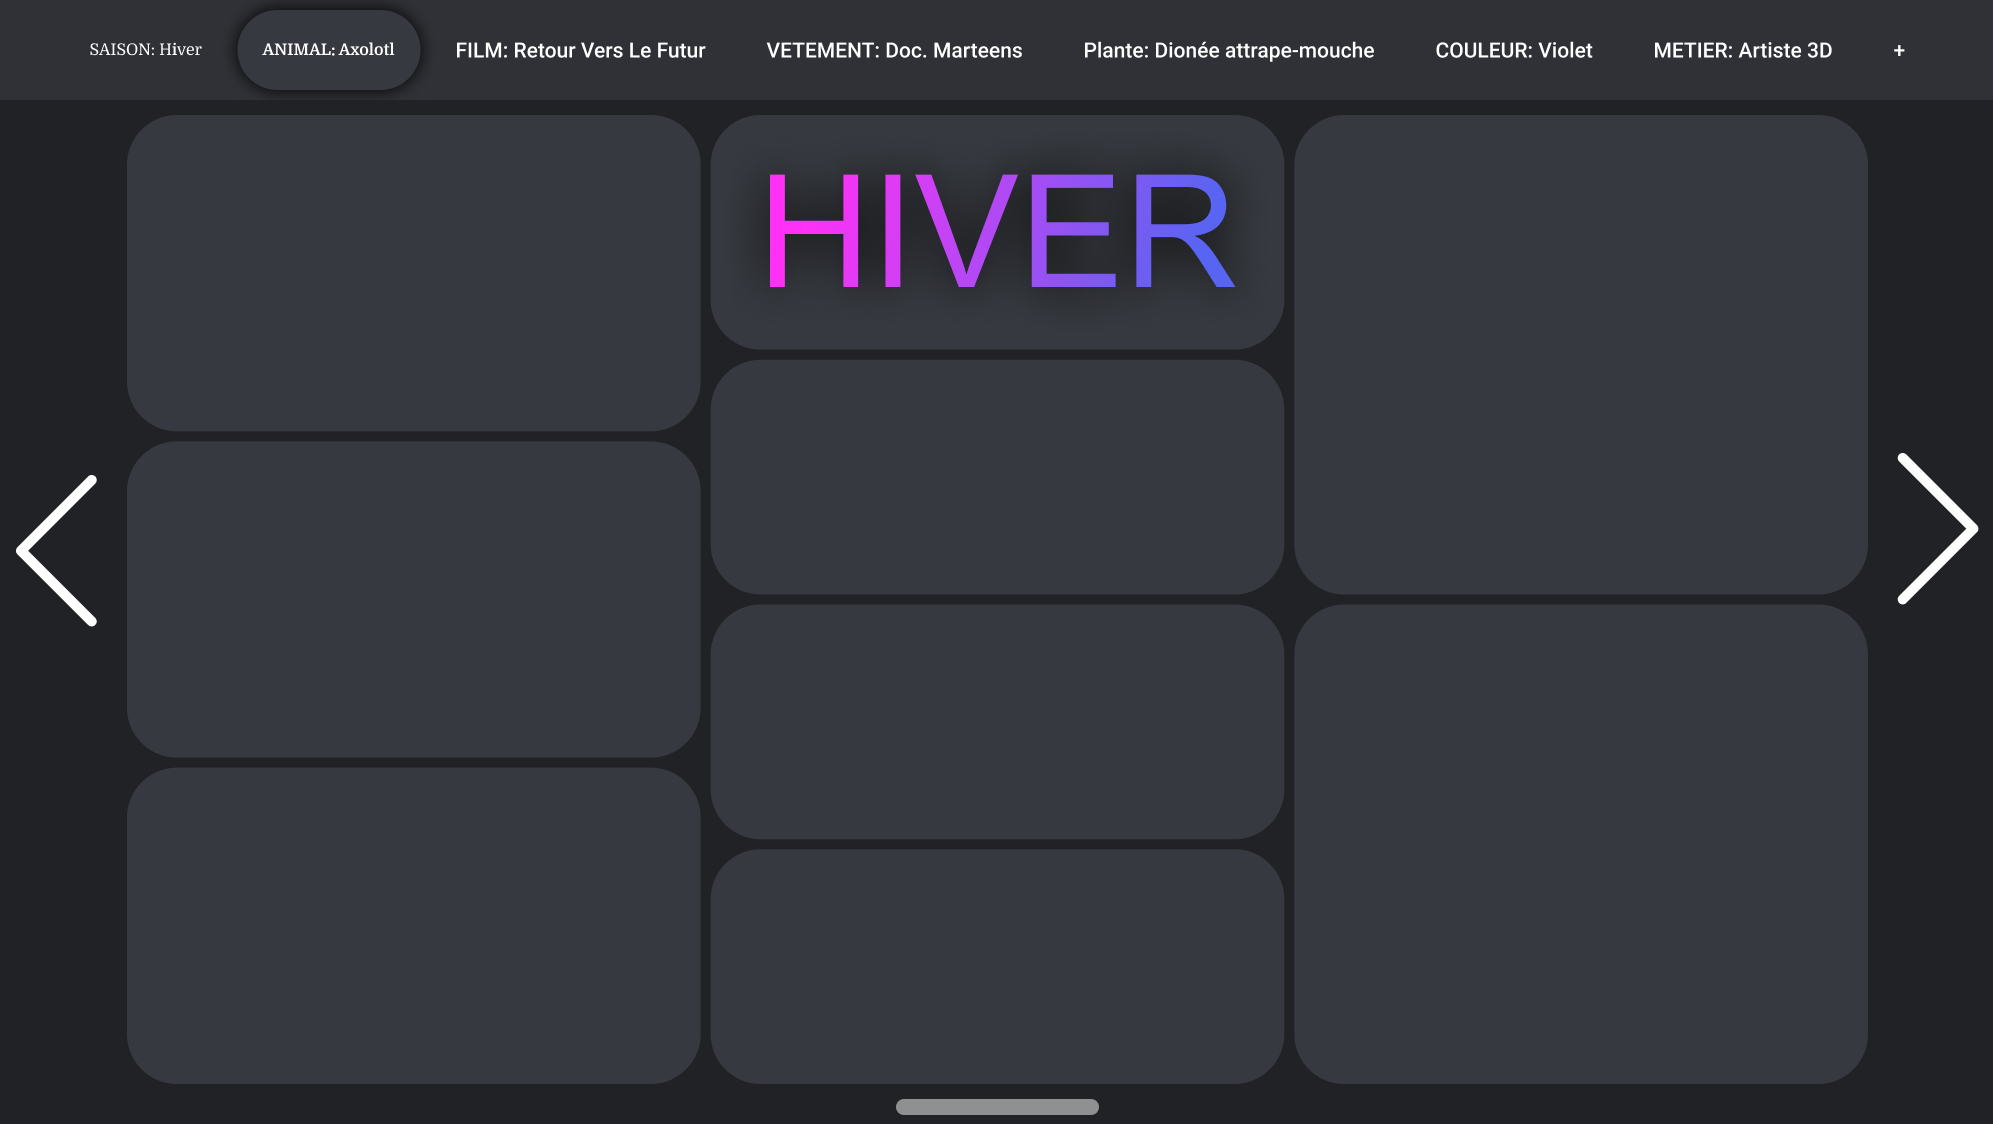 SAISON: Hiver
ANIMAL: Axolotl
FILM: Retour Vers Le Futur
VETEMENT: Doc. Marteens
Plante: Dionée attrape-mouche
COULEUR: Violet
METIER: Artiste 3D
+
HIVER